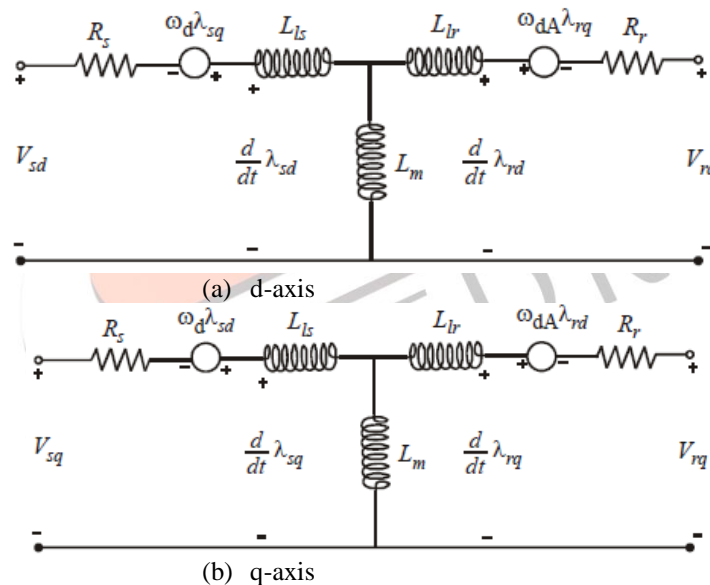 R_s ω_dλ_sq L_ls L_lr ω_dAλ_rq R_r
+ - + + + + - +
V_sd d/dt λ_sd L_m d/dt λ_rd V_r
- - - -
(a) d-axis
R_s ω_dλ_sd L_ls L_lr ω_dAλ_rd R_r
+ - + + + + - +
V_sq d/dt λ_sq L_m d/dt λ_rq V_rq
- - - -
(b) q-axis